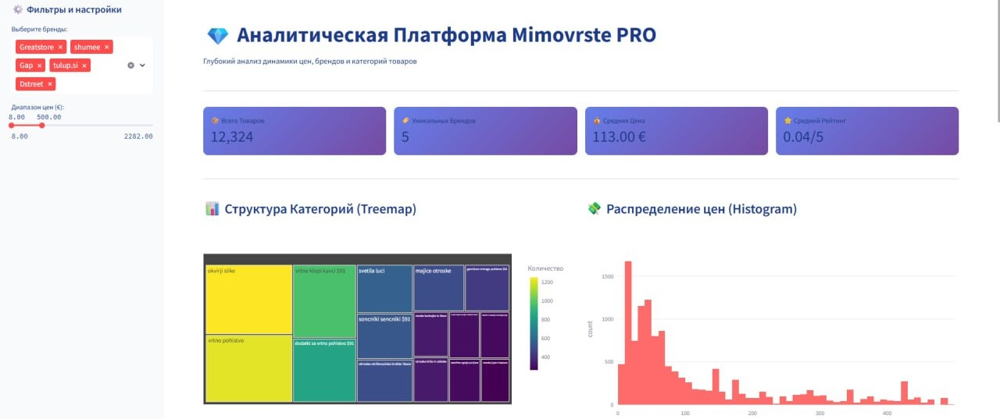 ⚙️ Фильтры и настройки
Выберите бренды:
Greatstore × shumee ×
Gap × tulup.si ×
Dstreet ×
Диапазон цен (€):
8.00 500.00
8.00 2282.00
💎 Аналитическая Платформа Mimovrste PRO
Глубокий анализ динамики цен, брендов и категорий товаров
📦 Всего Товаров
12,324
🏷️ Уникальных Брендов
5
💰 Средняя Цена
113.00 €
⭐ Средний Рейтинг
0.04/5
📊 Структура Категорий (Treemap)
okvirji slike
vrtno pohistvo
vrtne klopi kavci $91
dodatki za vrtno pohistvo $91
svetila luci
soncniki sencniki $91
majice otroske
Количество
1200
1000
800
600
400
💸 Распределение цен (Histogram)
count
1500
1000
500
0
0 100 200 300 400